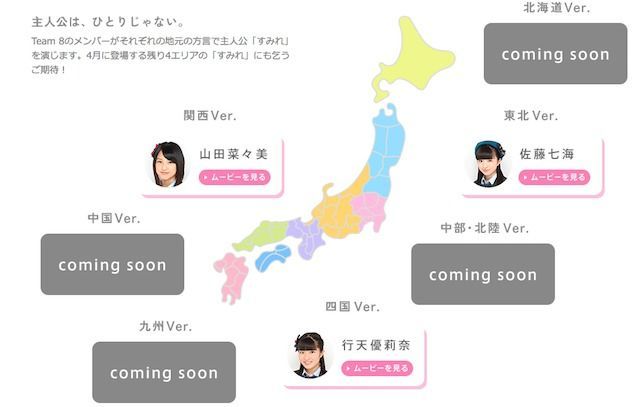 主人公は、ひとりじゃない。
Team 8のメンバーがそれぞれの地元の方言で主人公「すみれ」
を演じます。4月に登場する残り4エリアの「すみれ」にも乞う
ご期待！
北海道Ver.
coming soon
関西Ver.
山田菜々美
ムービーを見る
東北Ver.
佐藤七海
ムービーを見る
中国Ver.
coming soon
中部・北陸Ver.
coming soon
四国Ver.
行天優莉奈
ムービーを見る
九州Ver.
coming soon